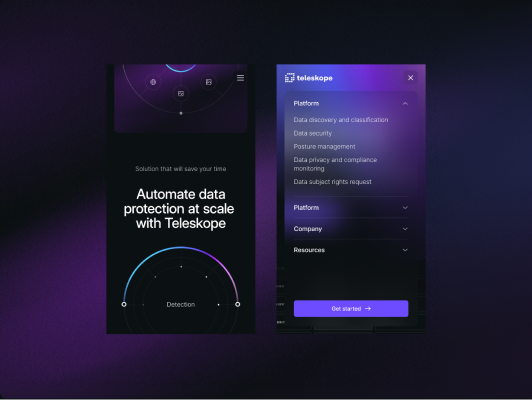 Solution that will save your time
Automate data
protection at scale
with Teleskope
Detection
teleskope
Platform
Data discovery and classification
Data security
Posture management
Data privacy and compliance
monitoring
Data subject rights request
Platform
Company
Resources
Get started